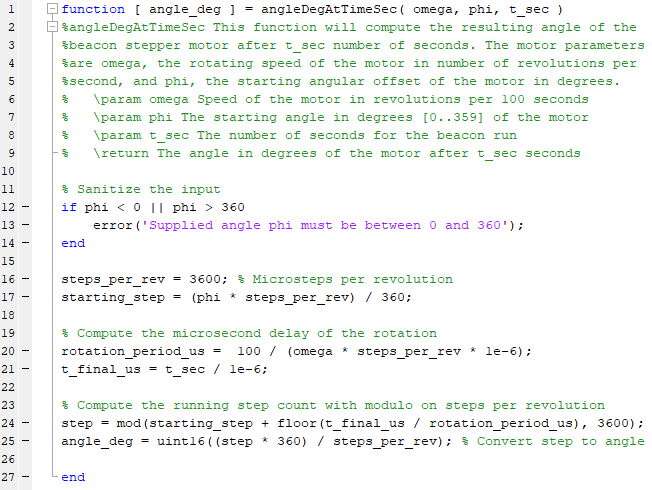 1 function [ angle_deg ] = angleDegAtTimeSec( omega, phi, t_sec )
2 %angleDegAtTimeSec This function will compute the resulting angle of the
3 %beacon stepper motor after t_sec number of seconds. The motor parameters
4 %are omega, the rotating speed of the motor in number of revolutions per
5 %second, and phi, the starting angular offset of the motor in degrees.
6 %   \param omega Speed of the motor in revolutions per 100 seconds
7 %   \param phi The starting angle in degrees [0..359] of the motor
8 %   \param t_sec The number of seconds for the beacon run
9 %   \return The angle in degrees of the motor after t_sec seconds
10
11 % Sanitize the input
12 if phi < 0 || phi > 360
13     error('Supplied angle phi must be between 0 and 360');
14 end
15
16 steps_per_rev = 3600; % Microsteps per revolution
17 starting_step = (phi * steps_per_rev) / 360;
18
19 % Compute the microsecond delay of the rotation
20 rotation_period_us =  100 / (omega * steps_per_rev * 1e-6);
21 t_final_us = t_sec / 1e-6;
22
23 % Compute the running step count with modulo on steps per revolution
24 step = mod(starting_step + floor(t_final_us / rotation_period_us), 3600);
25 angle_deg = uint16((step * 360) / steps_per_rev); % Convert step to angle
26
27 end